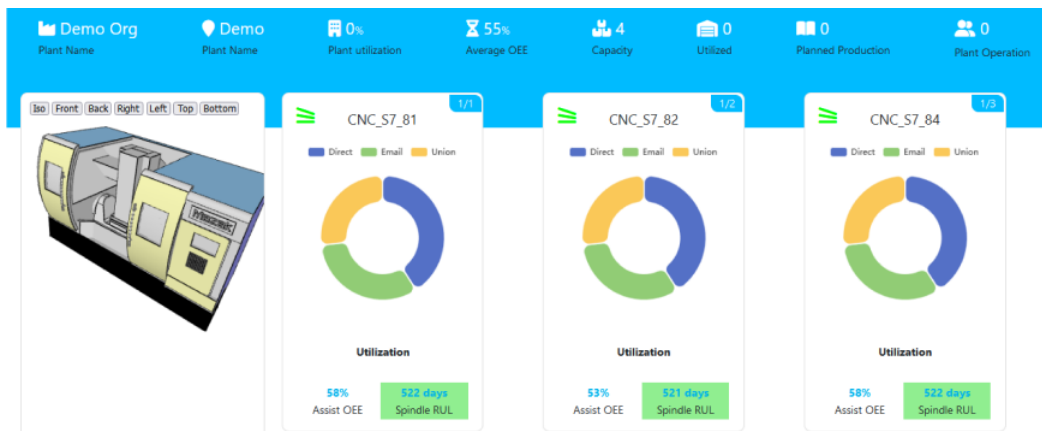 Demo Org
Plant Name
Demo
Plant Name
0%
Plant utilization
55%
Average OEE
4
Capacity
0
Utilized
0
Planned Production
0
Plant Operation
Iso Front Back Right Left Top Bottom
1/1
CNC_S7_81
Direct Email Union
Utilization
58%
Assist OEE
522 days
Spindle RUL
1/2
CNC_S7_82
Direct Email Union
Utilization
53%
Assist OEE
521 days
Spindle RUL
1/3
CNC_S7_84
Direct Email Union
Utilization
58%
Assist OEE
522 days
Spindle RUL